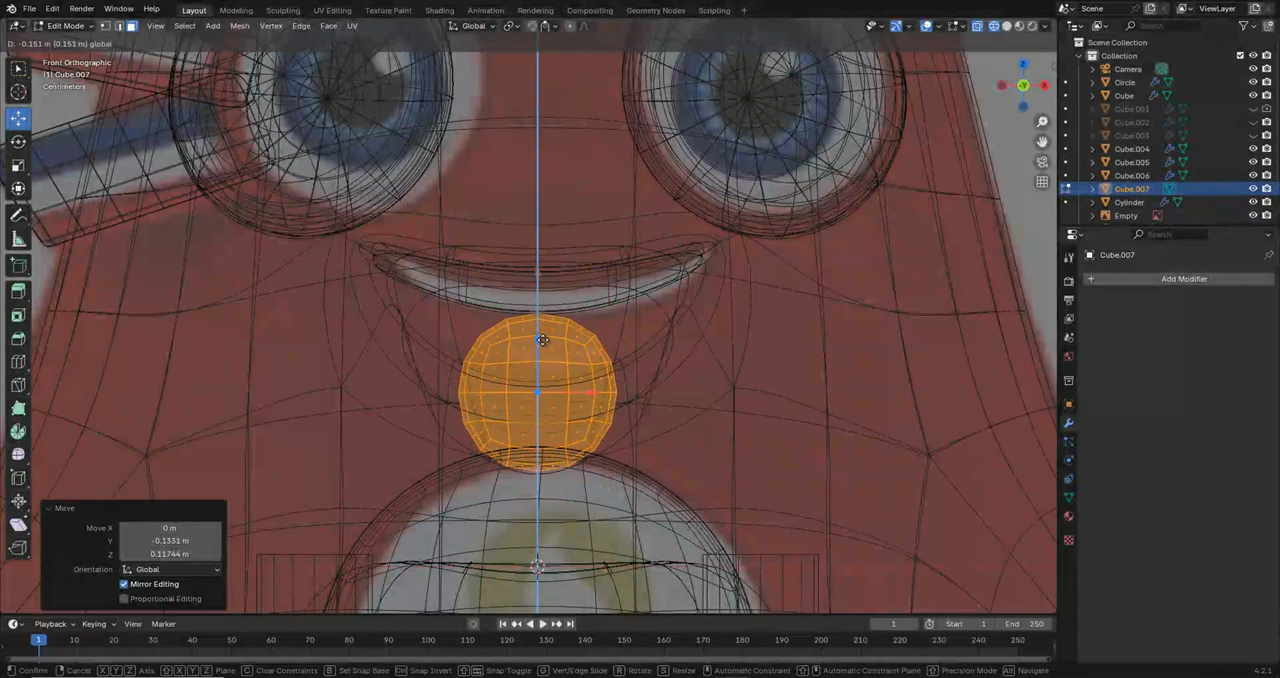 File Edit Render Window Help Layout Modeling Sculpting UV Editing Texture Paint Shading Animation Rendering Compositing Geometry Nodes Scripting Scene ViewLayer
Edit Mode View Select Add Mesh Vertex Edge Face UV Global Search
D: -0.151 m (0.151 m) global
Front Orthographic
(1) Cube.007
Centimeters
Scene Collection
Collection
Camera
Circle
Cube
Cube.001
Cube.002
Cube.003
Cube.004
Cube.005
Cube.006
Cube.007
Cylinder
Empty
Search
Cube.007
+ Add Modifier
Move
Move X 0 m
Y -0.1331 m
Z 0.11744 m
Orientation Global
Mirror Editing
Proportional Editing
Playback Keying View Marker 1 Start 1 End 250
1 10 20 30 40 50 60 70 80 90 100 110 120 130 140 150 160 170 180 190 200 210 220 230 240 250
Confirm Cancel X Y Z Axis X Y Z Plane C Clear Constraints B Set Snap Base Ctrl Snap Invert Snap Toggle G Vert/Edge Slide R Rotate S Resize Automatic Constraint Automatic Constraint Plane Precision Mode Alt Navigate 4.2.1